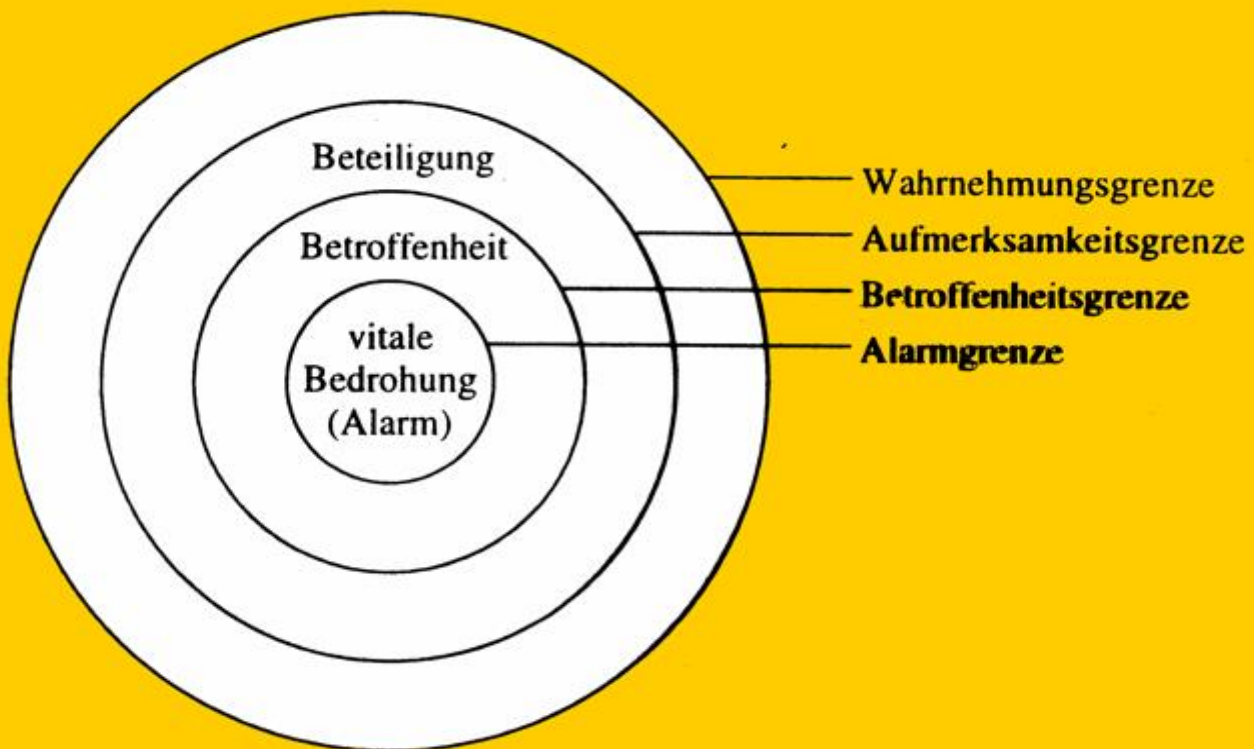 Beteiligung
Betroffenheit
vitale
Bedrohung
(Alarm)
Wahrnehmungsgrenze
Aufmerksamkeitsgrenze
Betroffenheitsgrenze
Alarmgrenze